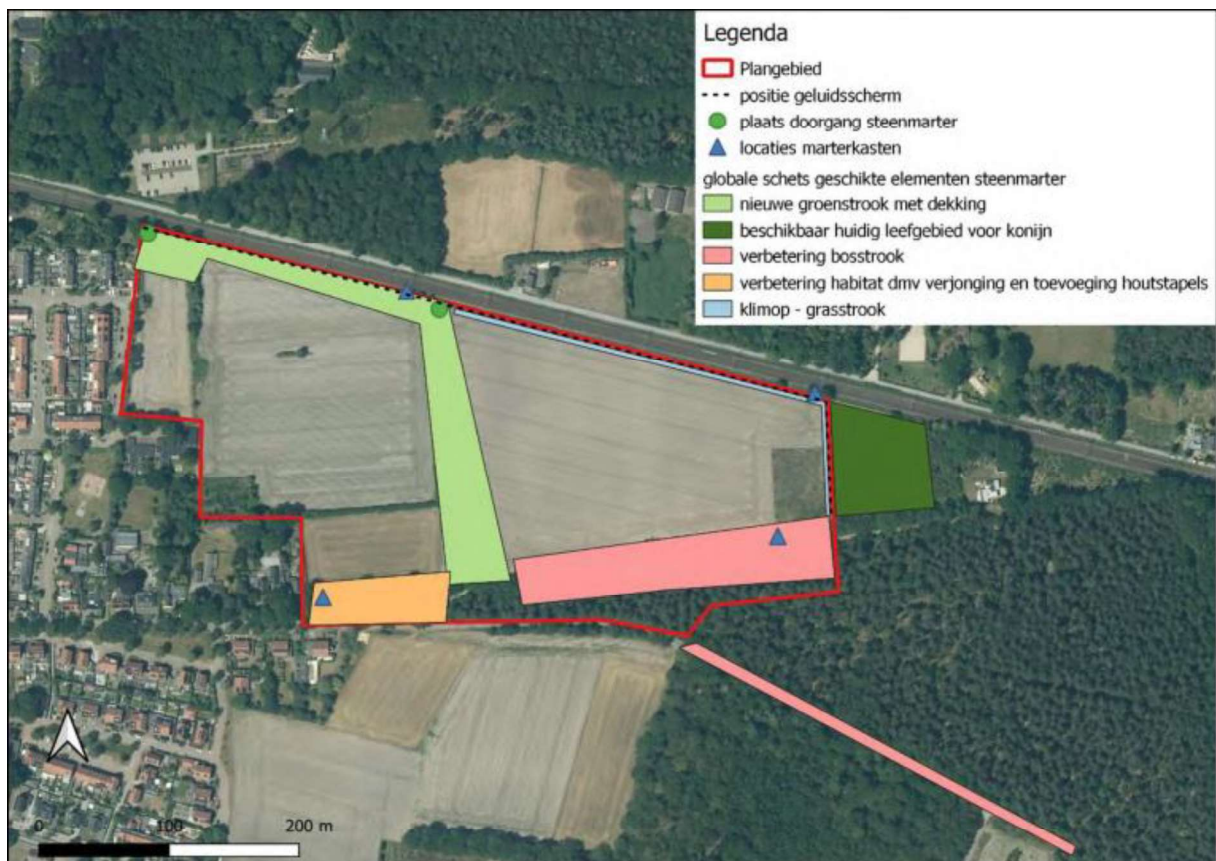 Legenda
Plangebied
positie geluidsscherm
plaats doorgang steenmarter
locaties marterkasten
globale schets geschikte elementen steenmarter
nieuwe groenstrook met dekking
beschikbaar huidig leefgebied voor konijn
verbetering bosstrook
verbetering habitat dmv verjonging en toevoeging houtstapels
klimop - grasstrook
0 100 200 m